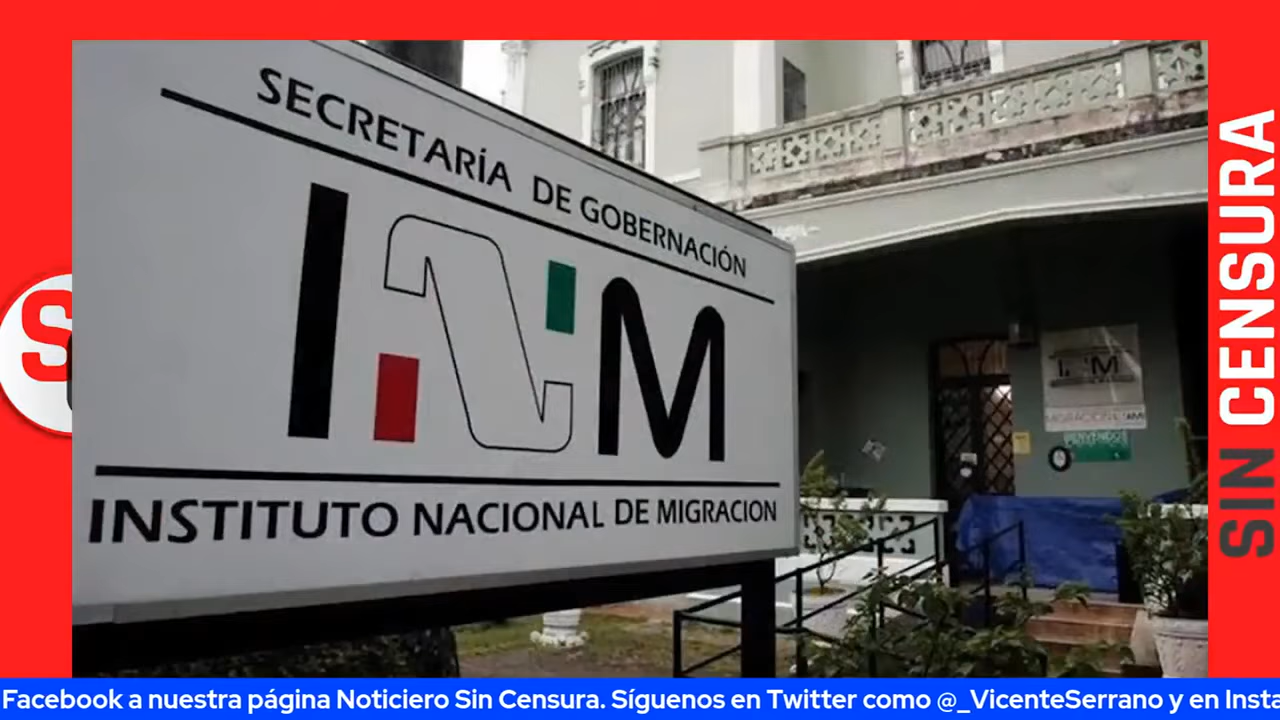 SECRETARÍA DE GOBERNACIÓN
INM
INSTITUTO NACIONAL DE MIGRACION
SIN CENSURA
Facebook a nuestra página Noticiero Sin Censura. Síguenos en Twitter como @_VicenteSerrano y en Insta